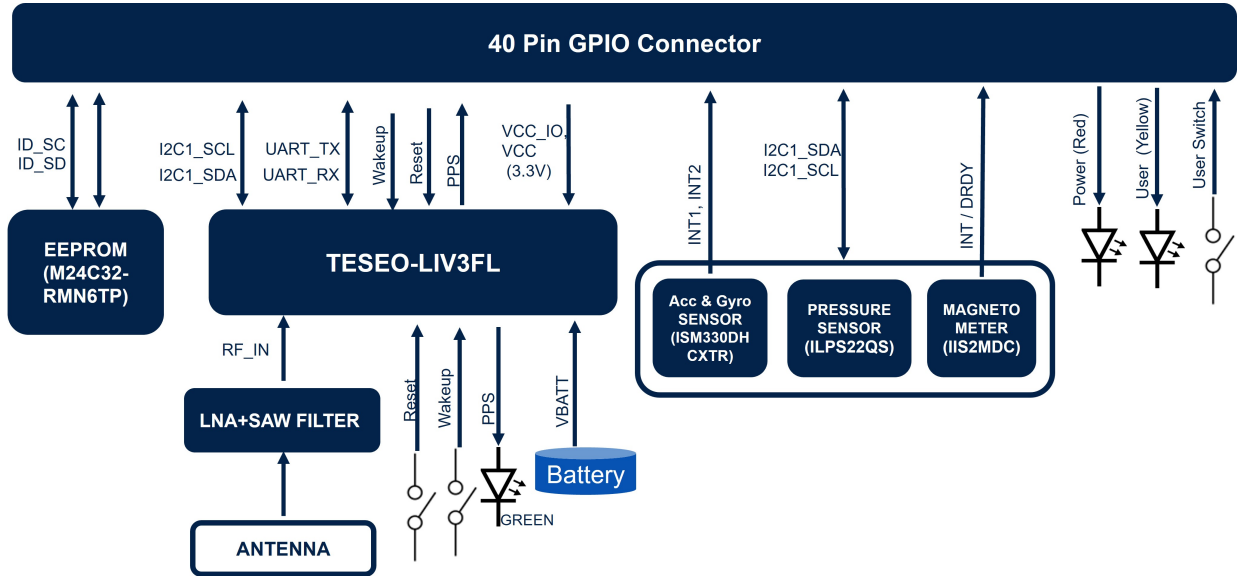 40 Pin GPIO Connector
ID_SC
ID_SD
I2C1_SCL
I2C1_SDA
UART_TX
UART_RX
Wakeup
Reset
PPS
VCC_IO,
VCC
(3.3V)
INT1, INT2
I2C1_SDA
I2C1_SCL
INT / DRDY
Power (Red)
User (Yellow)
User Switch
EEPROM
(M24C32-
RMN6TP)
TESEO-LIV3FL
Acc & Gyro
SENSOR
(ISM330DH
CXTR)
PRESSURE
SENSOR
(ILPS22QS)
MAGNETO
METER
(IIS2MDC)
RF_IN
LNA+SAW FILTER
ANTENNA
Reset
Wakeup
PPS
GREEN
VBATT
Battery